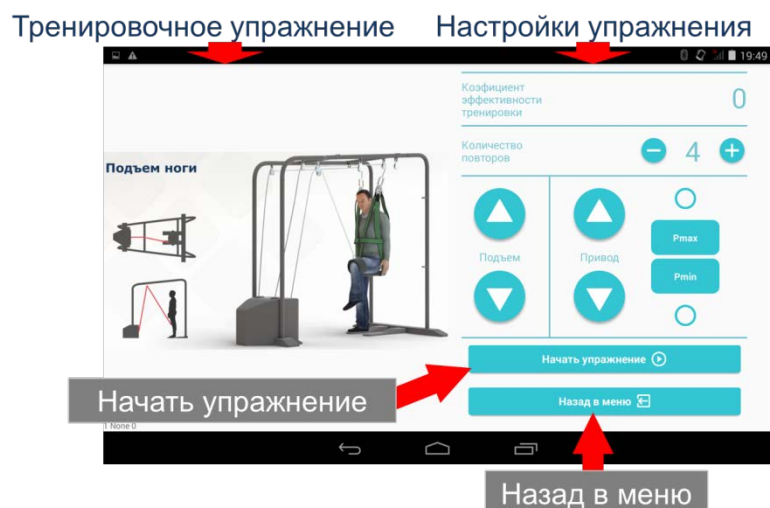 Тренировочное упражнение Настройки упражнения
19:49
Коэфициент
эффективности
тренировки
0
Количество
повторов
4
Подъем ноги
Pmax
Подъем
Привод
Pmin
Начать упражнение
Начать упражнение
Назад в меню
1 None 0
Назад в меню